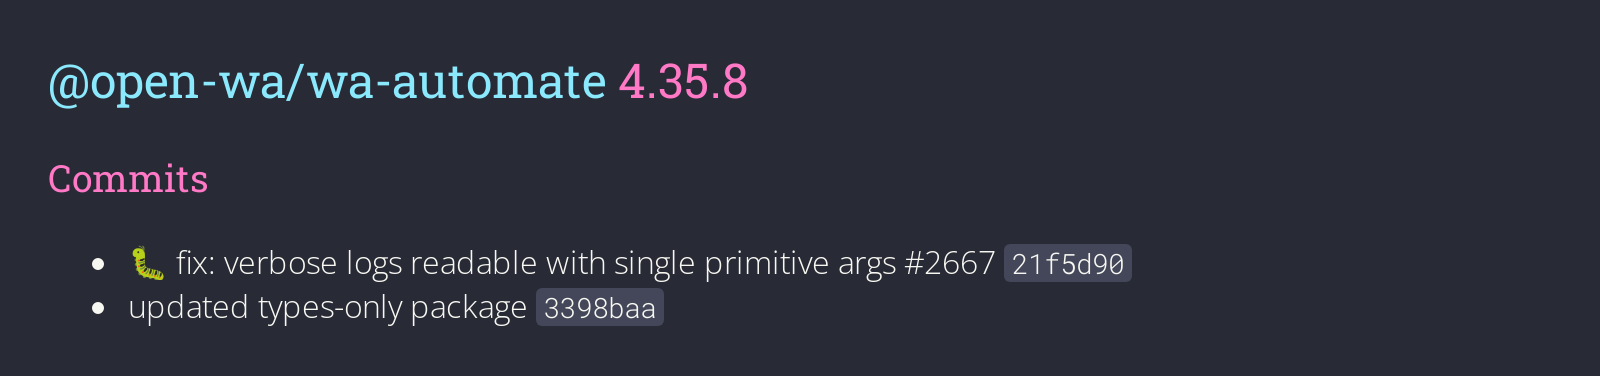 @open-wa/wa-automate 4.35.8
Commits
• 🐛 fix: verbose logs readable with single primitive args #2667 21f5d90
• updated types-only package 3398baa